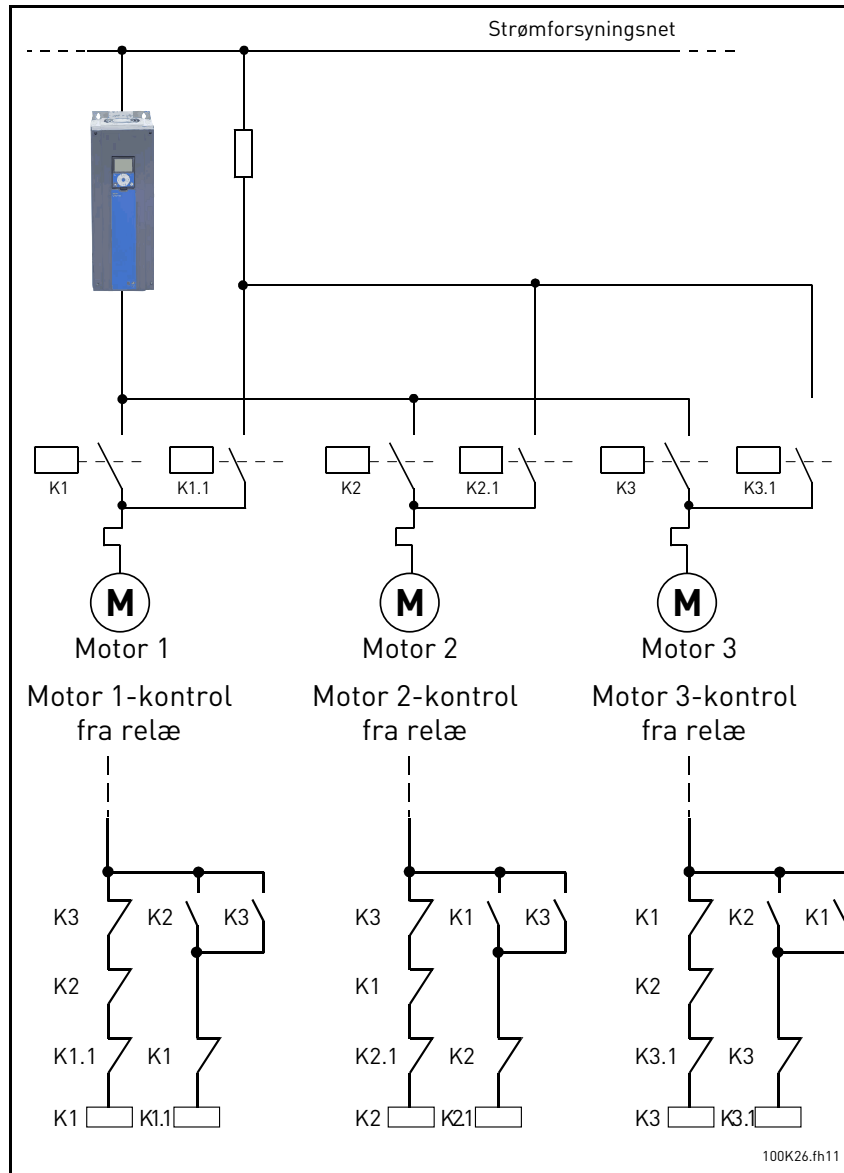 Strømforsyningsnet
K1 K1.1 K2 K2.1 K3 K3.1
M M M
Motor 1 Motor 2 Motor 3
Motor 1-kontrol Motor 2-kontrol Motor 3-kontrol
fra relæ fra relæ fra relæ
K3 K2 K3 K3 K1 K3 K1 K2 K1
K2 K1 K2
K1.1 K1 K2.1 K2 K3.1 K3
K1 K1.1 K2 K2.1 K3 K3.1
100K26.fh11